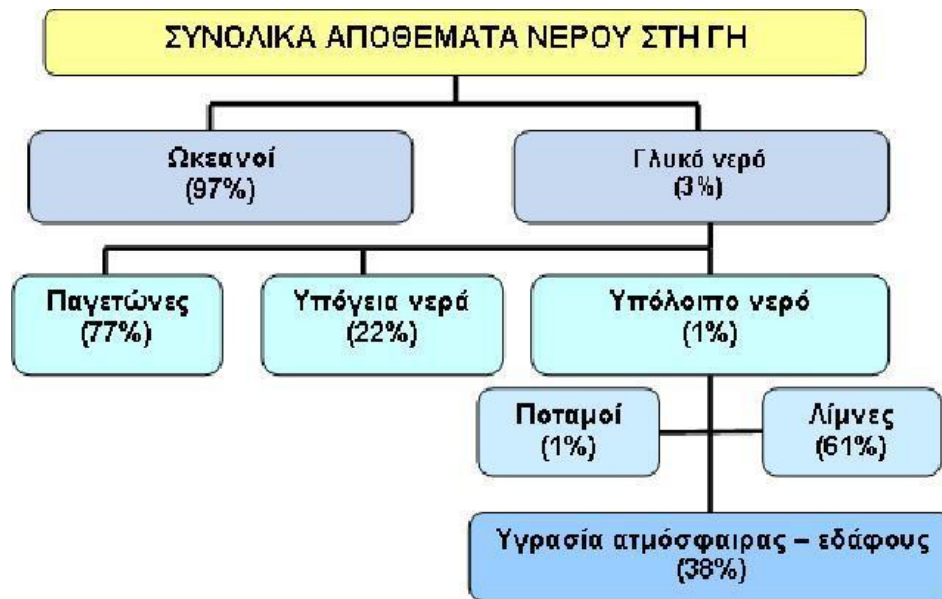 ΣΥΝΟΛΙΚΑ ΑΠΟΘΕΜΑΤΑ ΝΕΡΟΥ ΣΤΗ ΓΗ
Ωκεανοί
(97%)
Γλυκό νερό
(3%)
Παγετώνες
(77%)
Υπόγεια νερά
(22%)
Υπόλοιπο νερό
(1%)
Ποταμοί
(1%)
Λίμνες
(61%)
Υγρασία ατμόσφαιρας – εδάφους
(38%)